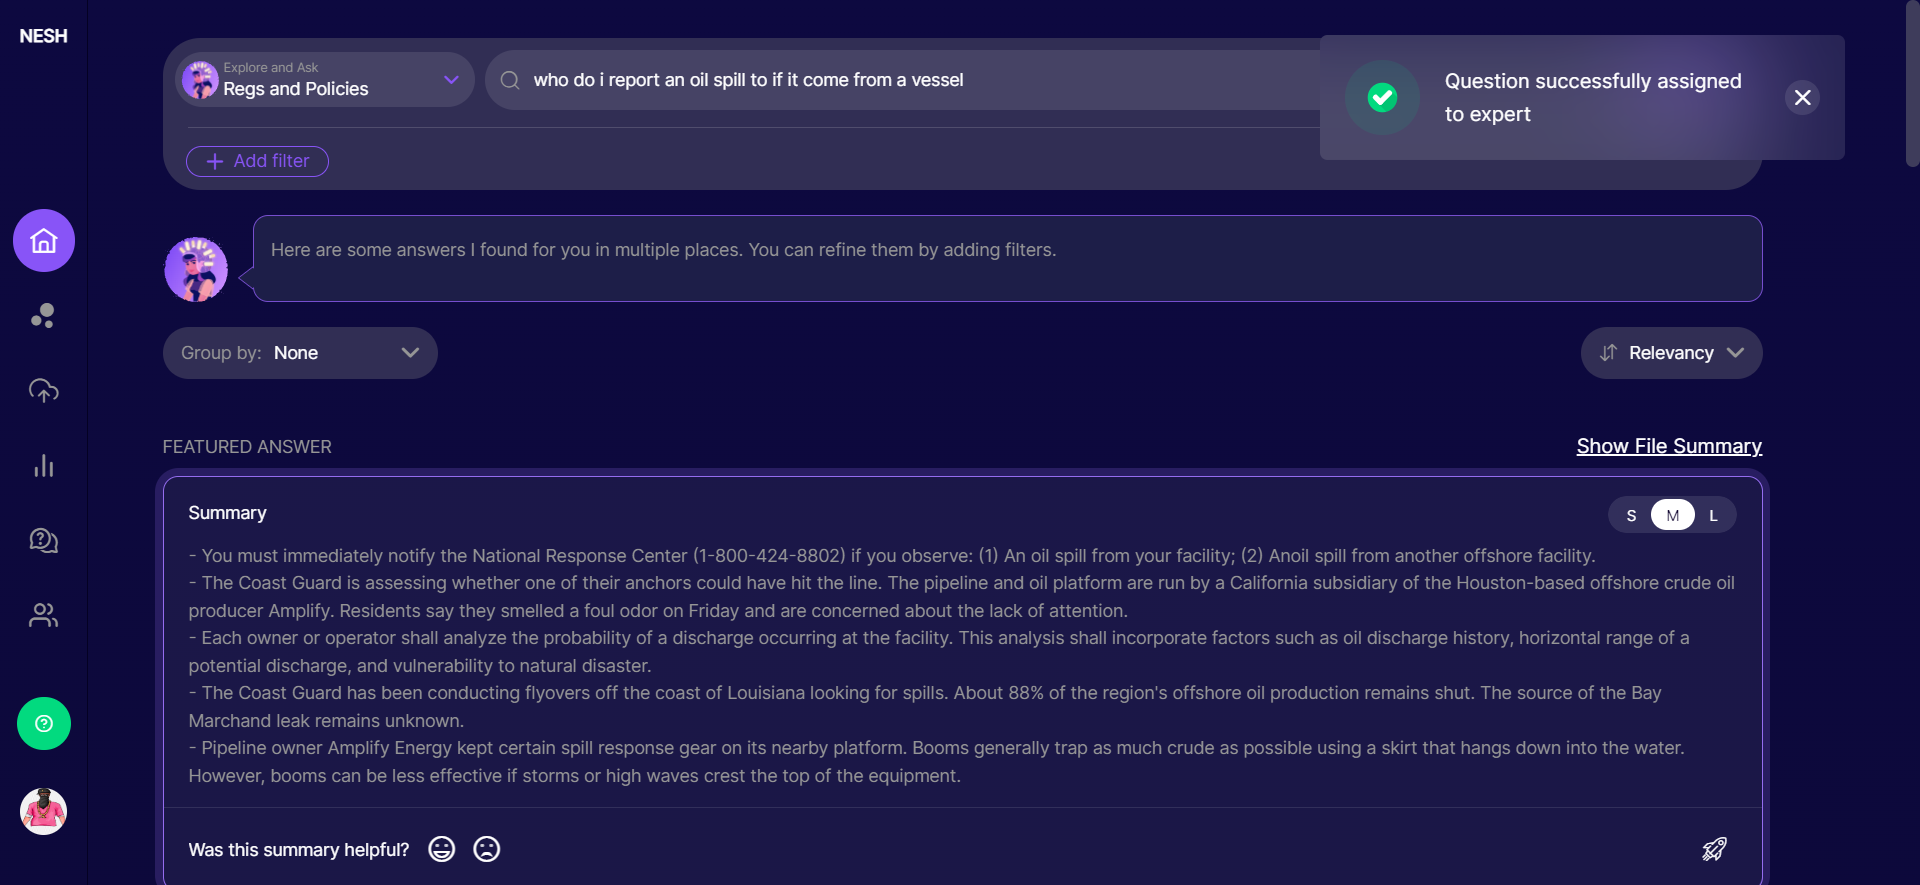 NESH
Explore and Ask
Regs and Policies
who do i report an oil spill to if it come from a vessel
Question successfully assigned
to expert
Add filter
Here are some answers I found for you in multiple places. You can refine them by adding filters.
Group by: None
Relevancy
FEATURED ANSWER
Show File Summary
Summary
S M L
- You must immediately notify the National Response Center (1-800-424-8802) if you observe: (1) An oil spill from your facility; (2) Anoil spill from another offshore facility.
- The Coast Guard is assessing whether one of their anchors could have hit the line. The pipeline and oil platform are run by a California subsidiary of the Houston-based offshore crude oil
producer Amplify. Residents say they smelled a foul odor on Friday and are concerned about the lack of attention.
- Each owner or operator shall analyze the probability of a discharge occurring at the facility. This analysis shall incorporate factors such as oil discharge history, horizontal range of a
potential discharge, and vulnerability to natural disaster.
- The Coast Guard has been conducting flyovers off the coast of Louisiana looking for spills. About 88% of the region's offshore oil production remains shut. The source of the Bay
Marchand leak remains unknown.
- Pipeline owner Amplify Energy kept certain spill response gear on its nearby platform. Booms generally trap as much crude as possible using a skirt that hangs down into the water.
However, booms can be less effective if storms or high waves crest the top of the equipment.
Was this summary helpful?